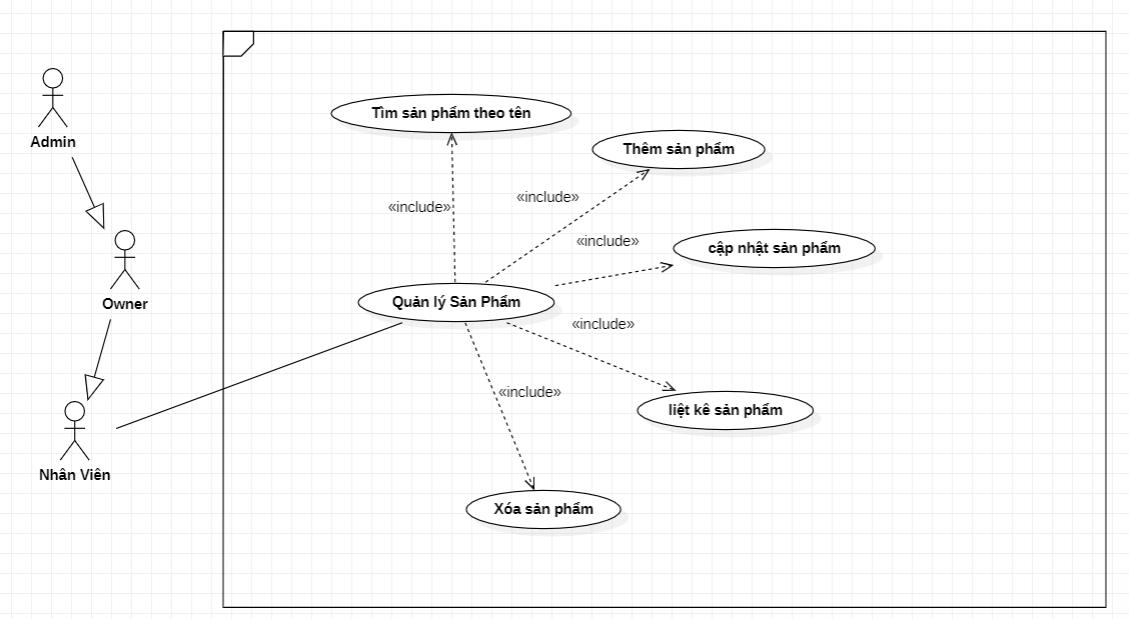 Admin
Owner
Nhân Viên
Tìm sản phẩm theo tên
Thêm sản phẩm
«include»
«include»
«include»
cập nhật sản phẩm
Quản lý Sản Phẩm
«include»
«include»
liệt kê sản phẩm
Xóa sản phẩm